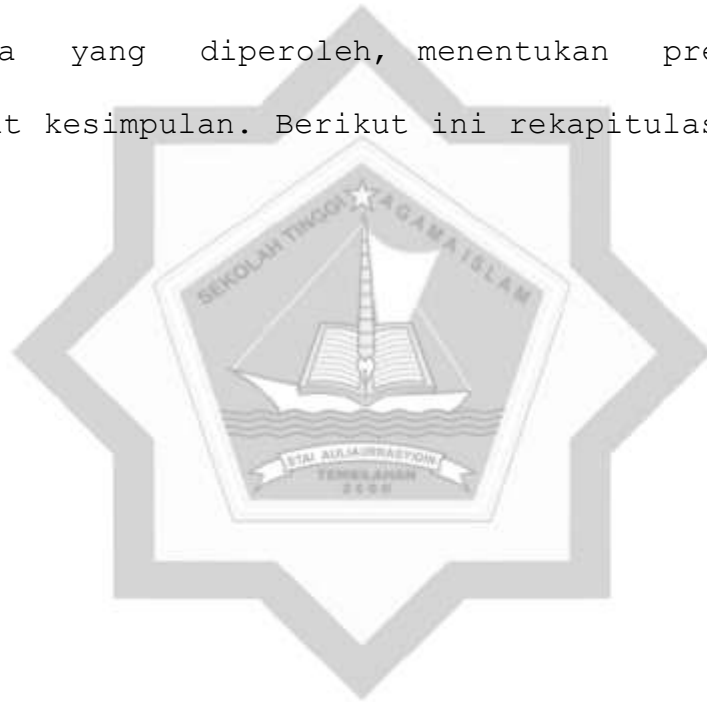 a yang diperoleh, menentukan pre
t kesimpulan. Berikut ini rekapitulas
SEKOLAH TINGGI AGAMA ISLAM
STAI AULIAURRASYIDIN
TEMBILAHAN